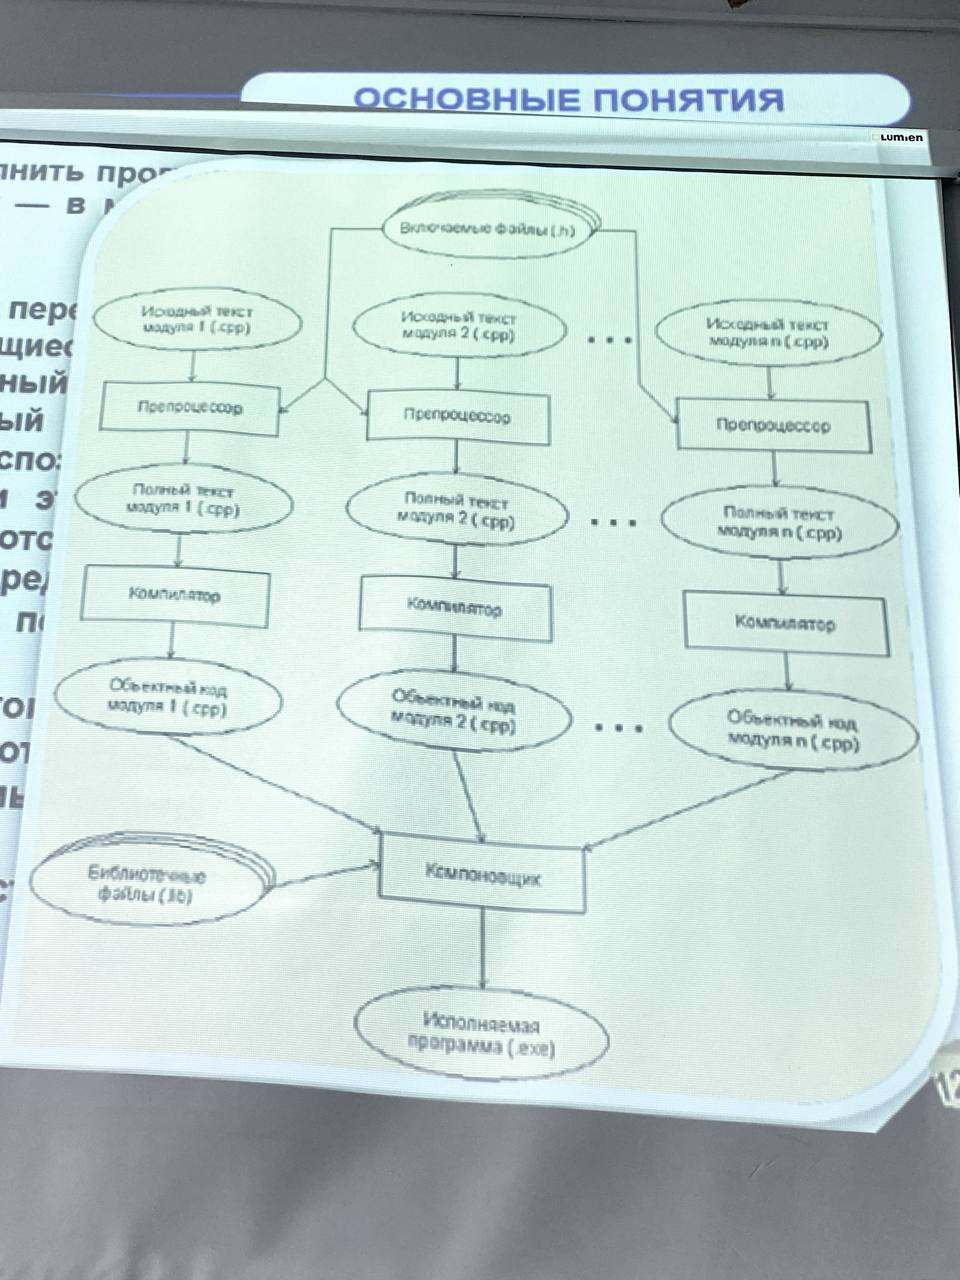 ОСНОВНЫЕ ПОНЯТИЯ
Lumien
— в
Включаемые файлы (.h)
Исходный текст
модуля 1 (.cpp)
Исходный текст
модуля 2 (.cpp)
...
Исходный текст
модуля n (.cpp)
Препроцессор
Препроцессор
Препроцессор
Полный текст
модуля 1 (.cpp)
Полный текст
модуля 2 (.cpp)
...
Полный текст
модуля n (.cpp)
Компилятор
Компилятор
Компилятор
Объектный код
модуля 1 (.cpp)
Объектный код
модуля 2 (.cpp)
...
Объектный код
модуля n (.cpp)
Библиотечные
файлы (.lib)
Компоновщик
Исполняемая
программа (.exe)
12